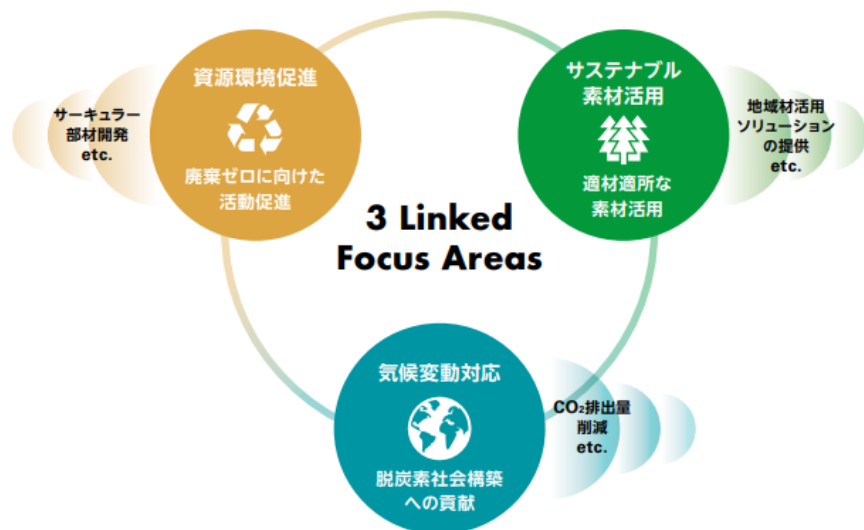 資源環境促進
廃棄ゼロに向けた
活動促進
サーキュラー
部材開発
etc.
サステナブル
素材活用
適材適所な
素材活用
地域材活用
ソリューション
の提供
etc.
3 Linked
Focus Areas
気候変動対応
脱炭素社会構築
への貢献
CO₂排出量
削減
etc.